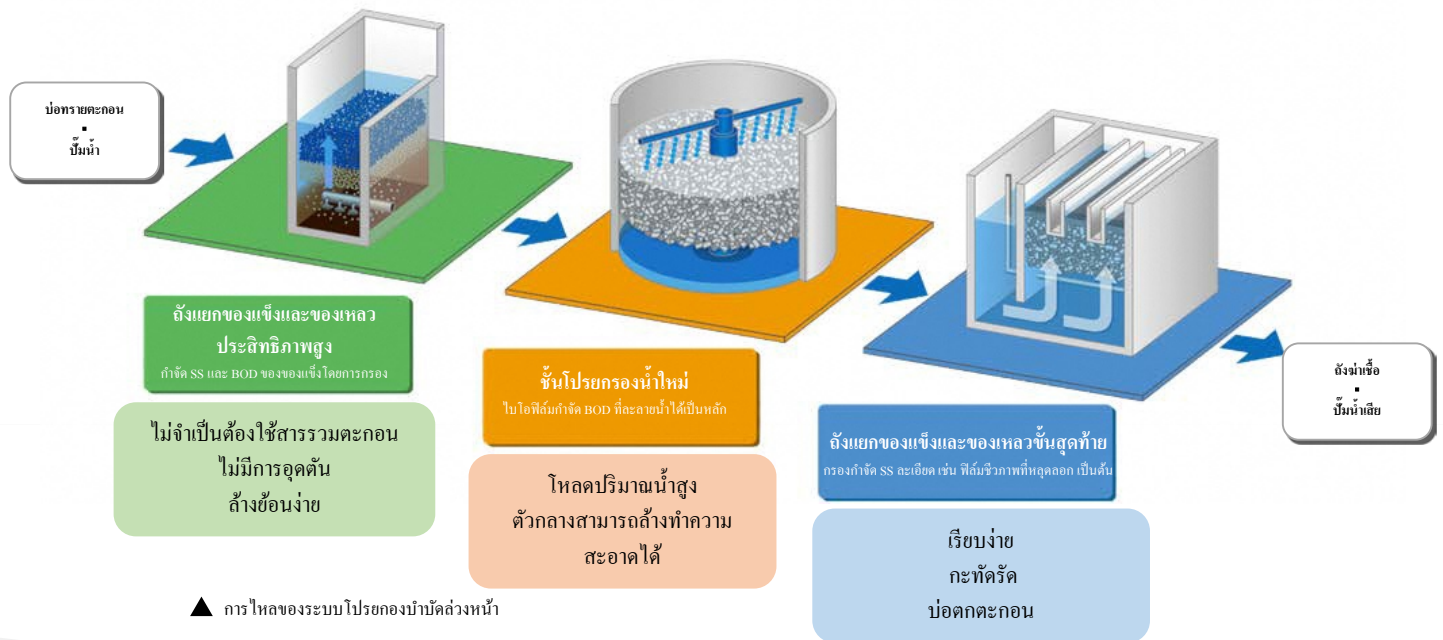 บ่อทรายตะกอน
▪
ปั๊มน้ำ
ถังแยกของแข็งและของเหลว
ประสิทธิภาพสูง
กำจัด SS และ BOD ของของแข็งโดยการกรอง
ไม่จำเป็นต้องใช้สารรวมตะกอน
ไม่มีการอุดตัน
ล้างย้อนง่าย
ชั้นโปรยกรองน้ำใหม่
ไบโอฟิล์มกำจัด BOD ที่ละลายน้ำได้เป็นหลัก
โหลดปริมาณน้ำสูง
ตัวกลางสามารถล้างทำความ
สะอาดได้
ถังแยกของแข็งและของเหลวขั้นสุดท้าย
กรองกำจัด SS ละเอียด เช่น ฟิล์มชีวภาพที่หลุดลอก เป็นต้น
เรียบง่าย
กะทัดรัด
บ่อตกตะกอน
ถังฆ่าเชื้อ
▪
ปั๊มน้ำเสีย
▲ การไหลของระบบโปรยกองบำบัดล่วงหน้า